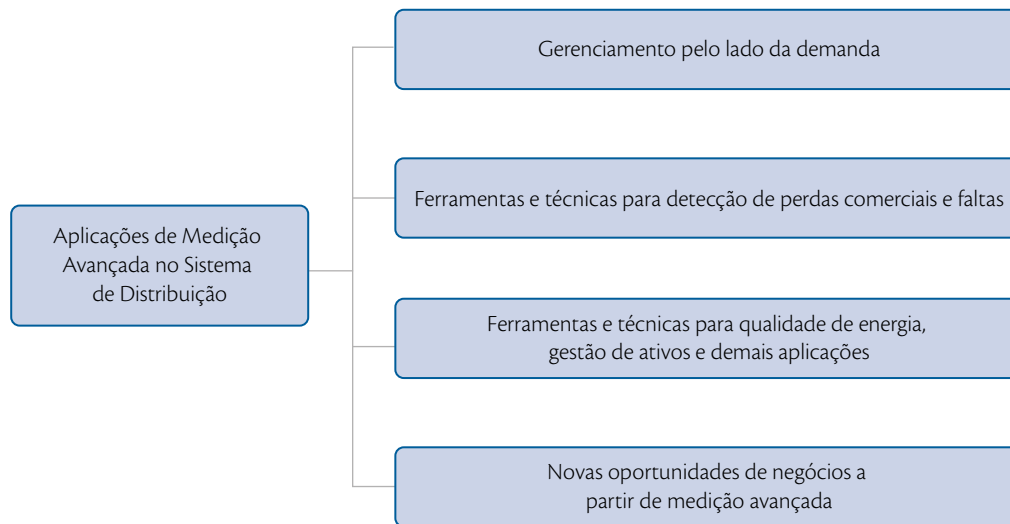 Gerenciamento pelo lado da demanda
Ferramentas e técnicas para detecção de perdas comerciais e faltas
Aplicações de Medição
Avançada no Sistema
de Distribuição
Ferramentas e técnicas para qualidade de energia,
gestão de ativos e demais aplicações
Novas oportunidades de negócios a
partir de medição avançada